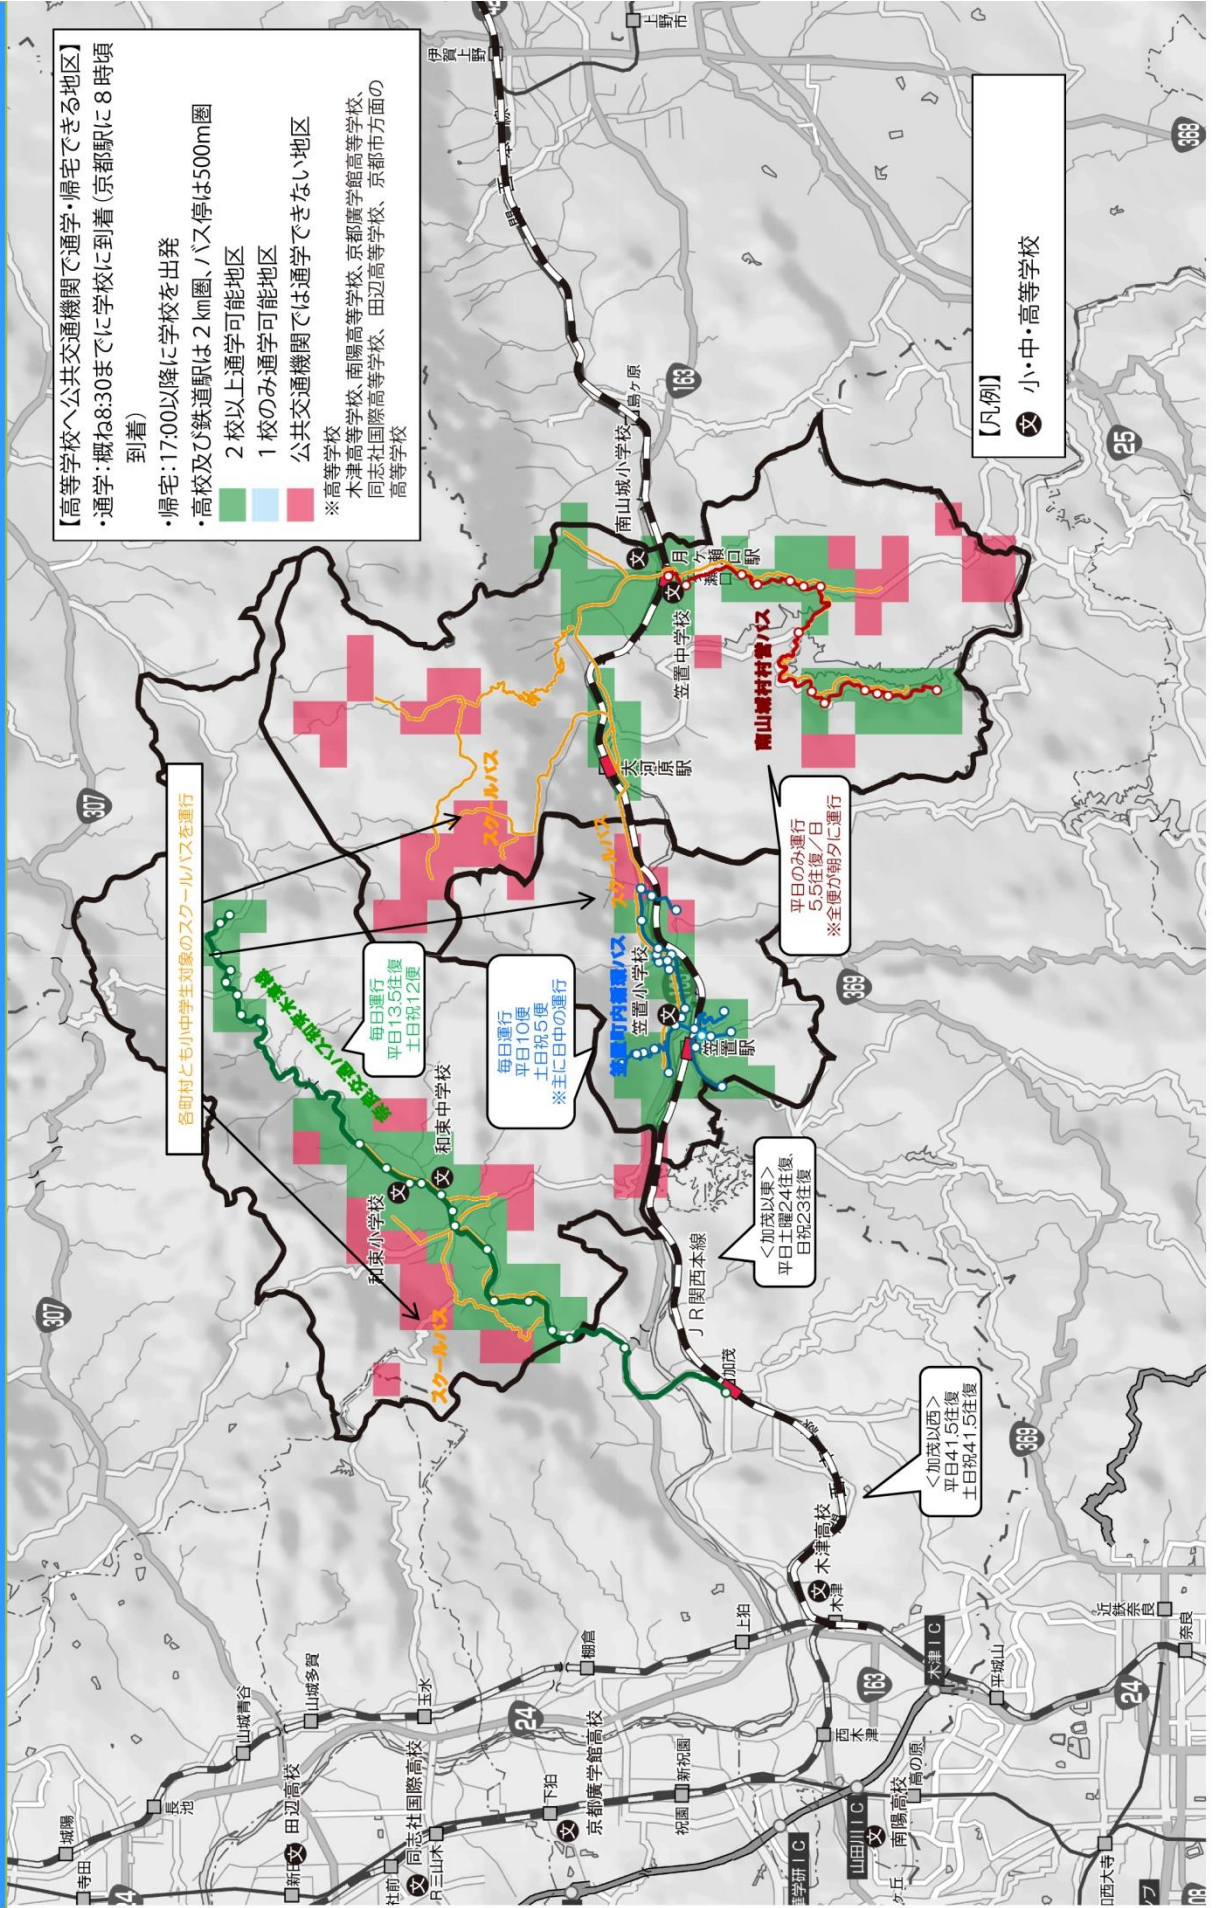 【高等学校へ公共交通機関で通学・帰宅できる地区】
・通学：概ね8:30までに学校に到着（京都駅に８時頃
到着）
・帰宅：17:00以降に学校を出発
・高校及び鉄道駅は２㎞圏、バス停は500m圏
２校以上通学可能地区
１校のみ通学可能地区
公共交通機関では通学できない地区
※高等学校
木津高等学校、南陽高等学校、京都廣学館高等学校、
同志社国際高等学校、田辺高等学校、京都市方面の
高等学校
【凡例】
文 小・中・高等学校
各町村とも小中学生対象のスクールバスを運行
307
307
奈良交通バス和束木津線
毎日運行
平日13.5往復
土日祝12便
和束中学校
文
和束小学校
文
スクールバス
スクールバス
スクールバス
毎日運行
平日10便
土日祝５便
※主に日中の運行
笠置町内循環バス
笠置小学校
文
笠置駅
大河原駅
笠置中学校
文
南山城小学校
文
月ケ瀬口駅
島ヶ原
163
伊賀上野
上野市
368
25
南山城村村営バス
平日のみ運行
5.5往復／日
※全便が朝夕に運行
369
369
＜加茂以東＞
平日土曜24往復、
日祝23往復
ＪＲ関西本線
加茂
＜加茂以西＞
平日41.5往復
土日祝41.5往復
木津高校
文
木津
上狛
棚倉
玉水
山城多賀
山城青谷
長池
城陽
寺田
24
24
24
田辺高校
文
同志社国際高校
文
下狛
京都廣学館高校
文
新祝園
祝園
西木津
163
木津ＩＣ
平城山
近鉄奈良
奈良
山田川ＩＣ
南陽高校
文
高の原